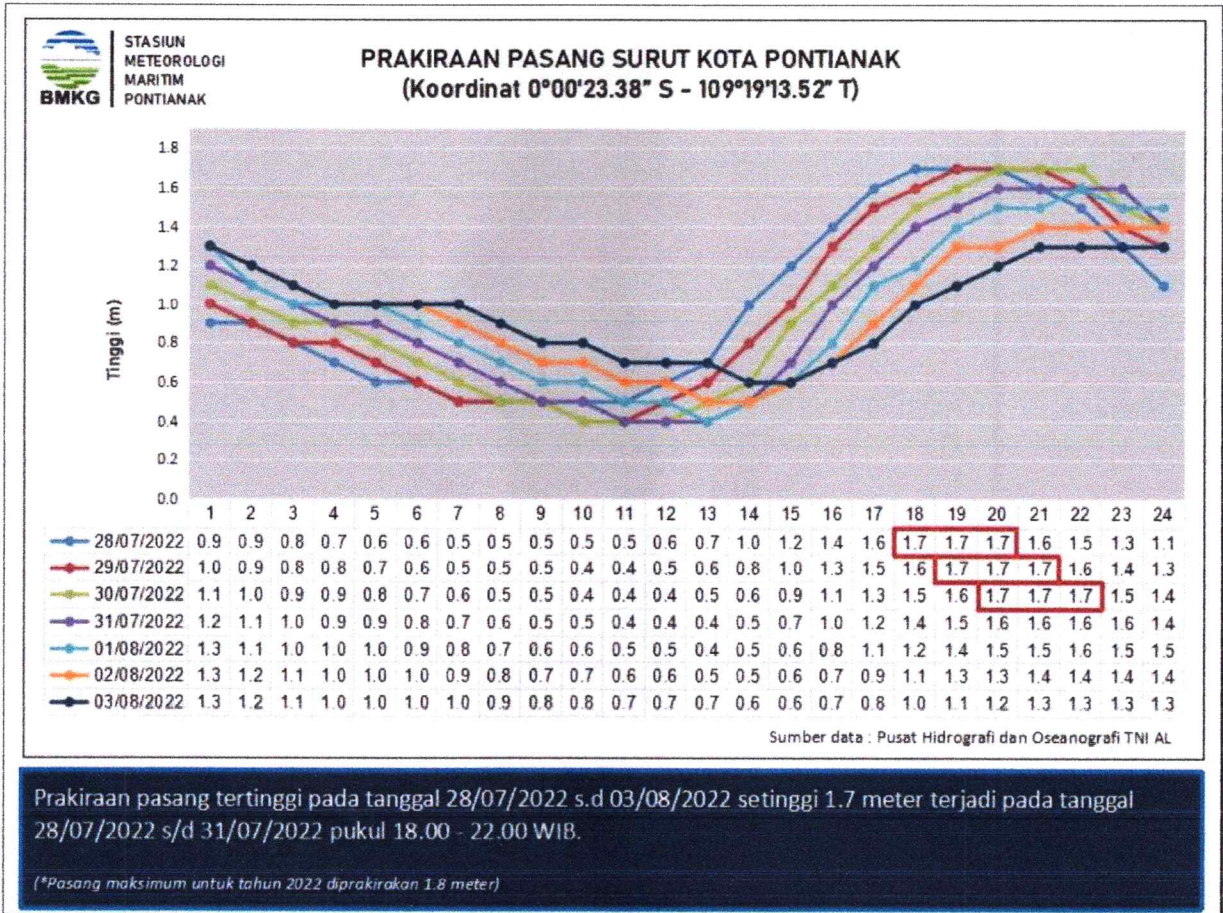 STASIUN
METEOROLOGI
MARITIM
PONTIANAK
BMKG
PRAKIRAAN PASANG SURUT KOTA PONTIANAK
(Koordinat 0°00'23.38" S - 109°19'13.52" T)
Tinggi (m)
1.8
1.6
1.4
1.2
1.0
0.8
0.6
0.4
0.2
0.0
1 2 3 4 5 6 7 8 9 10 11 12 13 14 15 16 17 18 19 20 21 22 23 24
28/07/2022 0.9 0.9 0.8 0.7 0.6 0.6 0.5 0.5 0.5 0.5 0.5 0.6 0.7 1.0 1.2 1.4 1.6 1.7 1.7 1.7 1.6 1.5 1.3 1.1
29/07/2022 1.0 0.9 0.8 0.8 0.7 0.6 0.5 0.5 0.5 0.4 0.4 0.5 0.6 0.8 1.0 1.3 1.5 1.6 1.7 1.7 1.7 1.6 1.4 1.3
30/07/2022 1.1 1.0 0.9 0.9 0.8 0.7 0.6 0.5 0.5 0.4 0.4 0.4 0.5 0.6 0.9 1.1 1.3 1.5 1.6 1.7 1.7 1.7 1.5 1.4
31/07/2022 1.2 1.1 1.0 0.9 0.9 0.8 0.7 0.6 0.5 0.5 0.4 0.4 0.4 0.5 0.7 1.0 1.2 1.4 1.5 1.6 1.6 1.6 1.6 1.4
01/08/2022 1.3 1.1 1.0 1.0 1.0 0.9 0.8 0.7 0.6 0.6 0.5 0.5 0.4 0.5 0.6 0.8 1.1 1.2 1.4 1.5 1.5 1.6 1.5 1.5
02/08/2022 1.3 1.2 1.1 1.0 1.0 1.0 0.9 0.8 0.7 0.7 0.6 0.6 0.5 0.5 0.6 0.7 0.9 1.1 1.3 1.3 1.4 1.4 1.4 1.4
03/08/2022 1.3 1.2 1.1 1.0 1.0 1.0 1.0 0.9 0.8 0.8 0.7 0.7 0.7 0.6 0.6 0.7 0.8 1.0 1.1 1.2 1.3 1.3 1.3 1.3
Sumber data : Pusat Hidrografi dan Oseanografi TNI AL
Prakiraan pasang tertinggi pada tanggal 28/07/2022 s.d 03/08/2022 setinggi 1.7 meter terjadi pada tanggal
28/07/2022 s/d 31/07/2022 pukul 18.00 - 22.00 WIB.
(*Pasang maksimum untuk tahun 2022 diprakirakan 1.8 meter)